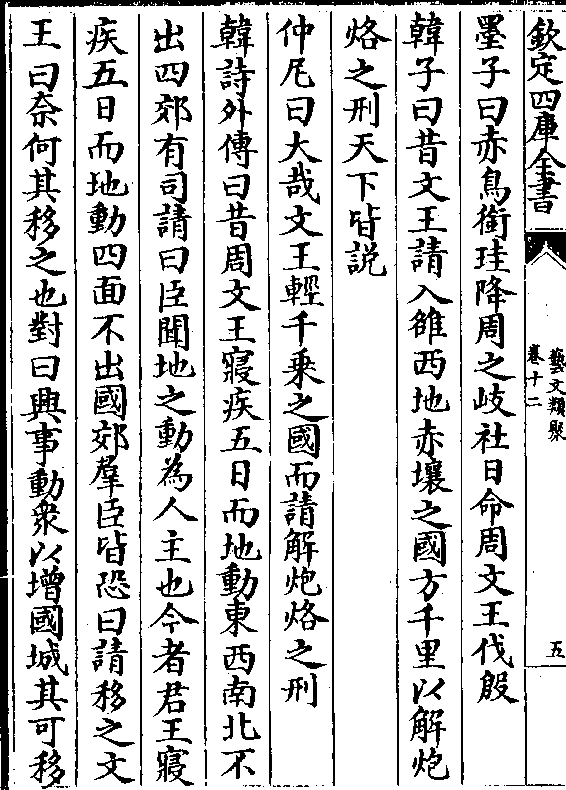 欽定四庫全書
藝文類聚
卷十二
五
墨子曰赤鳥銜珪降周之岐社日命周文王伐殷
韓子曰昔文王請入雒西地赤壤之國方千里以解炮
烙之刑天下皆説
仲凥曰大哉文王輕千乘之國而請解炮烙之刑
韓詩外傳曰昔周文王寢疾五日而地動東西南北不
出四郊有司請曰臣聞地之動為人主也今者君王寢
疾五日而地動四面不出國郊羣臣皆恐曰請移之文
王曰奈何其移之也對曰興事動衆以增國城其可移